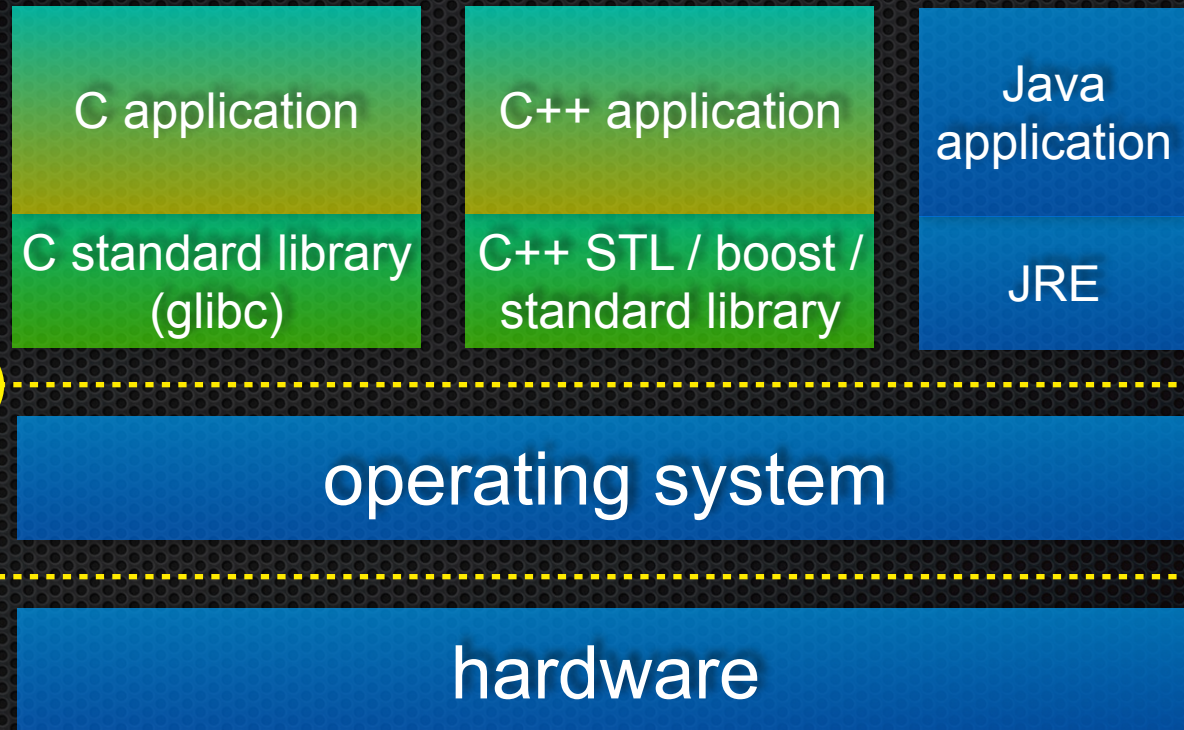 C application
C standard library
(glibc)
C++ application
C++ STL / boost /
standard library
Java
application
JRE
operating system
hardware